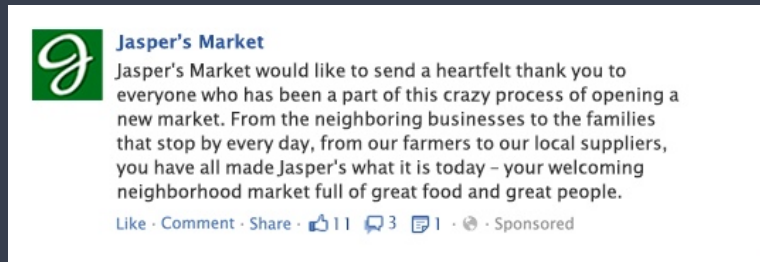 Jasper's Market
Jasper's Market would like to send a heartfelt thank you to
everyone who has been a part of this crazy process of opening a
new market. From the neighboring businesses to the families
that stop by every day, from our farmers to our local suppliers,
you have all made Jasper's what it is today – your welcoming
neighborhood market full of great food and great people.
Like · Comment · Share · 11 3 1 · · Sponsored